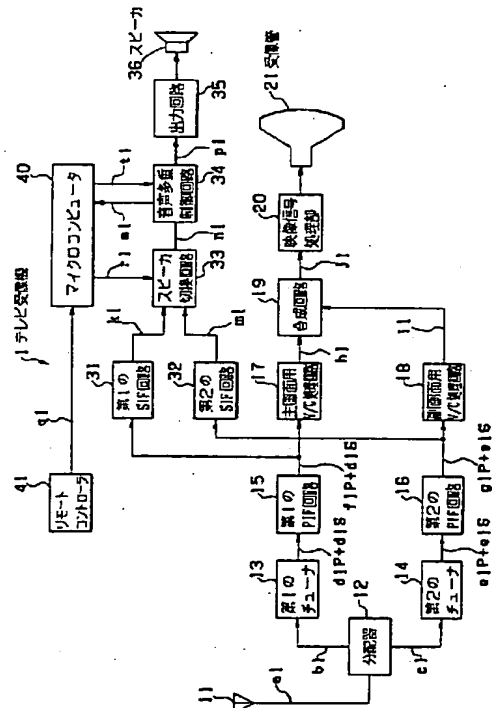 1 テレビ受像機
41
リモート
コントローラ
q1
40
マイクロコンピュータ
r1
m1
t1
31
第1の
SIF回路
32
第2の
SIF回路
k1
m1
スピーカ
切換回路
33
n1
音声多重
制御回路
34
p1
出力回路
35
36 スピーカ
11
a1
12
分配器
b1
c1
13
第1の
チューナ
14
第2の
チューナ
d1P+d1S
e1P+e1S
15
第1の
PIF回路
16
第2の
PIF回路
f1P+d1S
g1P+e1S
17
主画面用
V/C処理回路
18
副画面用
V/C処理回路
h1
i1
19
合成回路
j1
20
映像信号
処理部
21 受像管